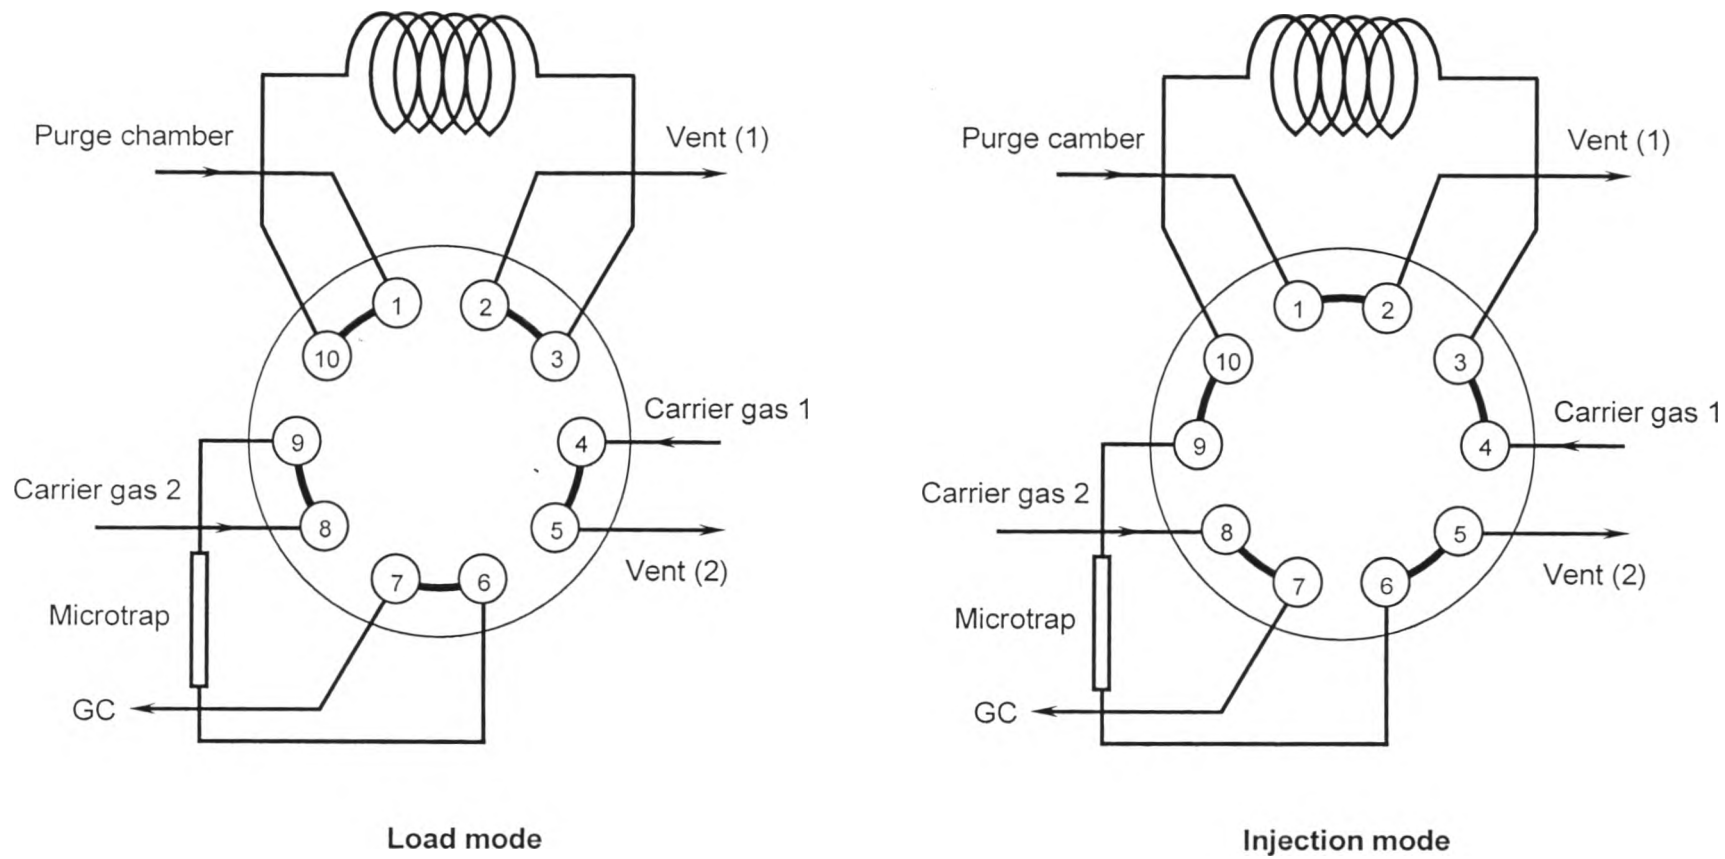 Purge chamber
Vent (1)
1
2
10
3
Carrier gas 1
9
4
Carrier gas 2
8
5
Vent (2)
7
6
Microtrap
GC
Load mode
Purge camber
Vent (1)
1
2
10
3
Carrier gas 1
9
4
Carrier gas 2
8
5
Vent (2)
7
6
Microtrap
GC
Injection mode